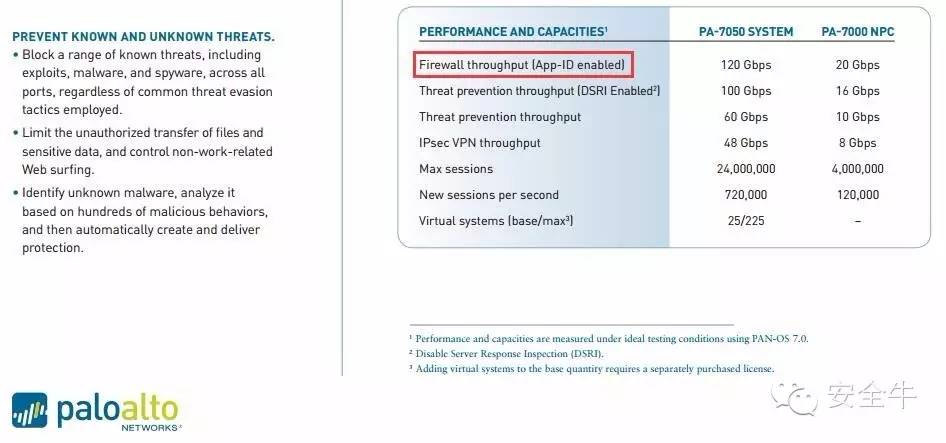 PREVENT KNOWN AND UNKNOWN THREATS.
• Block a range of known threats, including
exploits, malware, and spyware, across all
ports, regardless of common threat evasion
tactics employed.
• Limit the unauthorized transfer of files and
sensitive data, and control non-work-related
Web surfing.
• Identify unknown malware, analyze it
based on hundreds of malicious behaviors,
and then automatically create and deliver
protection.
PERFORMANCE AND CAPACITIES¹ PA-7050 SYSTEM PA-7000 NPC
Firewall throughput (App-ID enabled) 120 Gbps 20 Gbps
Threat prevention throughput (DSRI Enabled²) 100 Gbps 16 Gbps
Threat prevention throughput 60 Gbps 10 Gbps
IPsec VPN throughput 48 Gbps 8 Gbps
Max sessions 24,000,000 4,000,000
New sessions per second 720,000 120,000
Virtual systems (base/max³) 25/225 –
¹ Performance and capacities are measured under ideal testing conditions using PAN-OS 7.0.
² Disable Server Response Inspection (DSRI).
³ Adding virtual systems to the base quantity requires a separately purchased license.
paloalto
NETWORKS®
安全牛